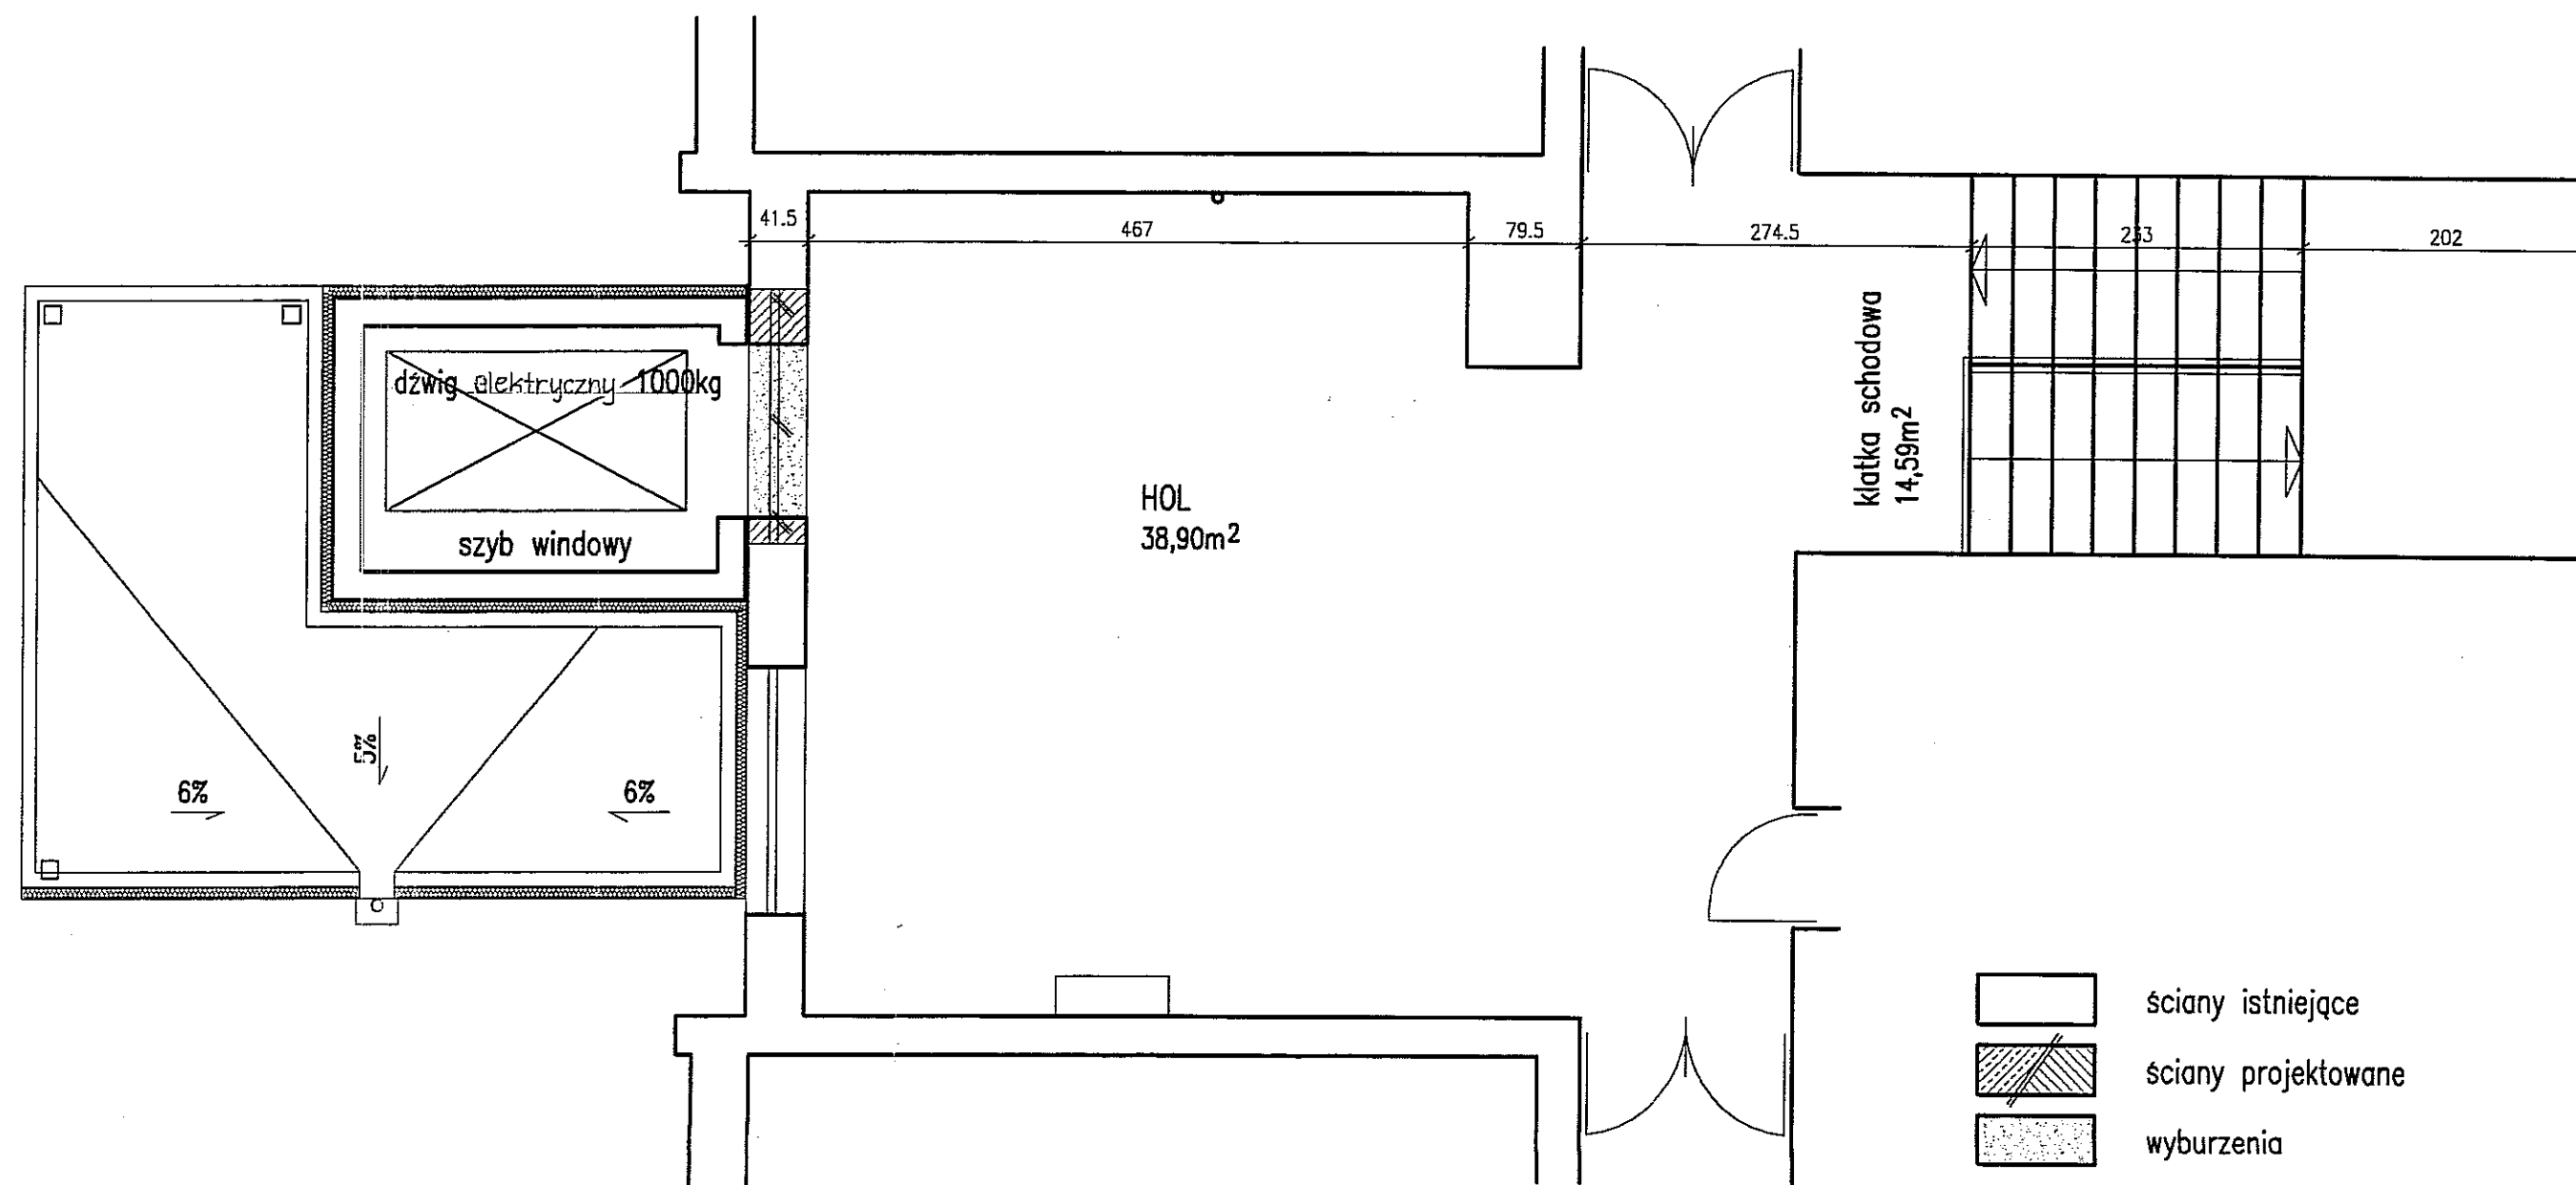 41.5
467
79.5
274.5
233
202
dźwig elektryczny 1000kg
szyb windowy
HOL
38,90m²
klatka schodowa
14,59m²
5%
6%
6%
ściany istniejące
ściany projektowane
wyburzenia